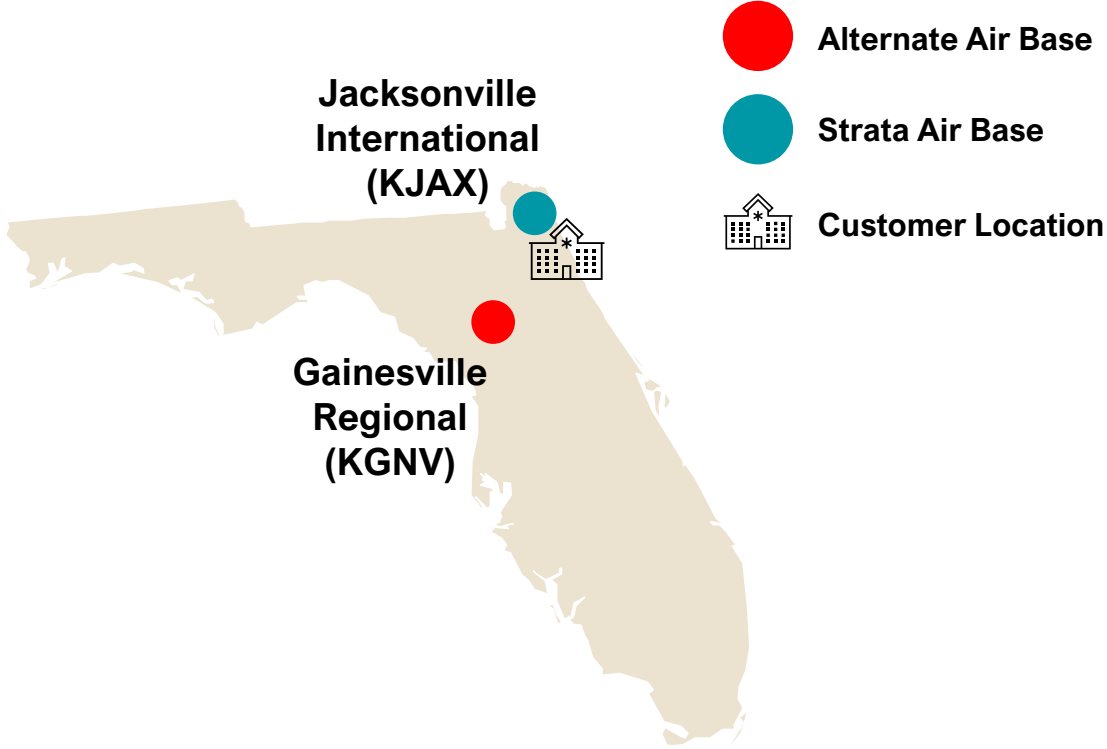 Alternate Air Base
Strata Air Base
Customer Location
Jacksonville
International
(KJAX)
Gainesville
Regional
(KGNV)